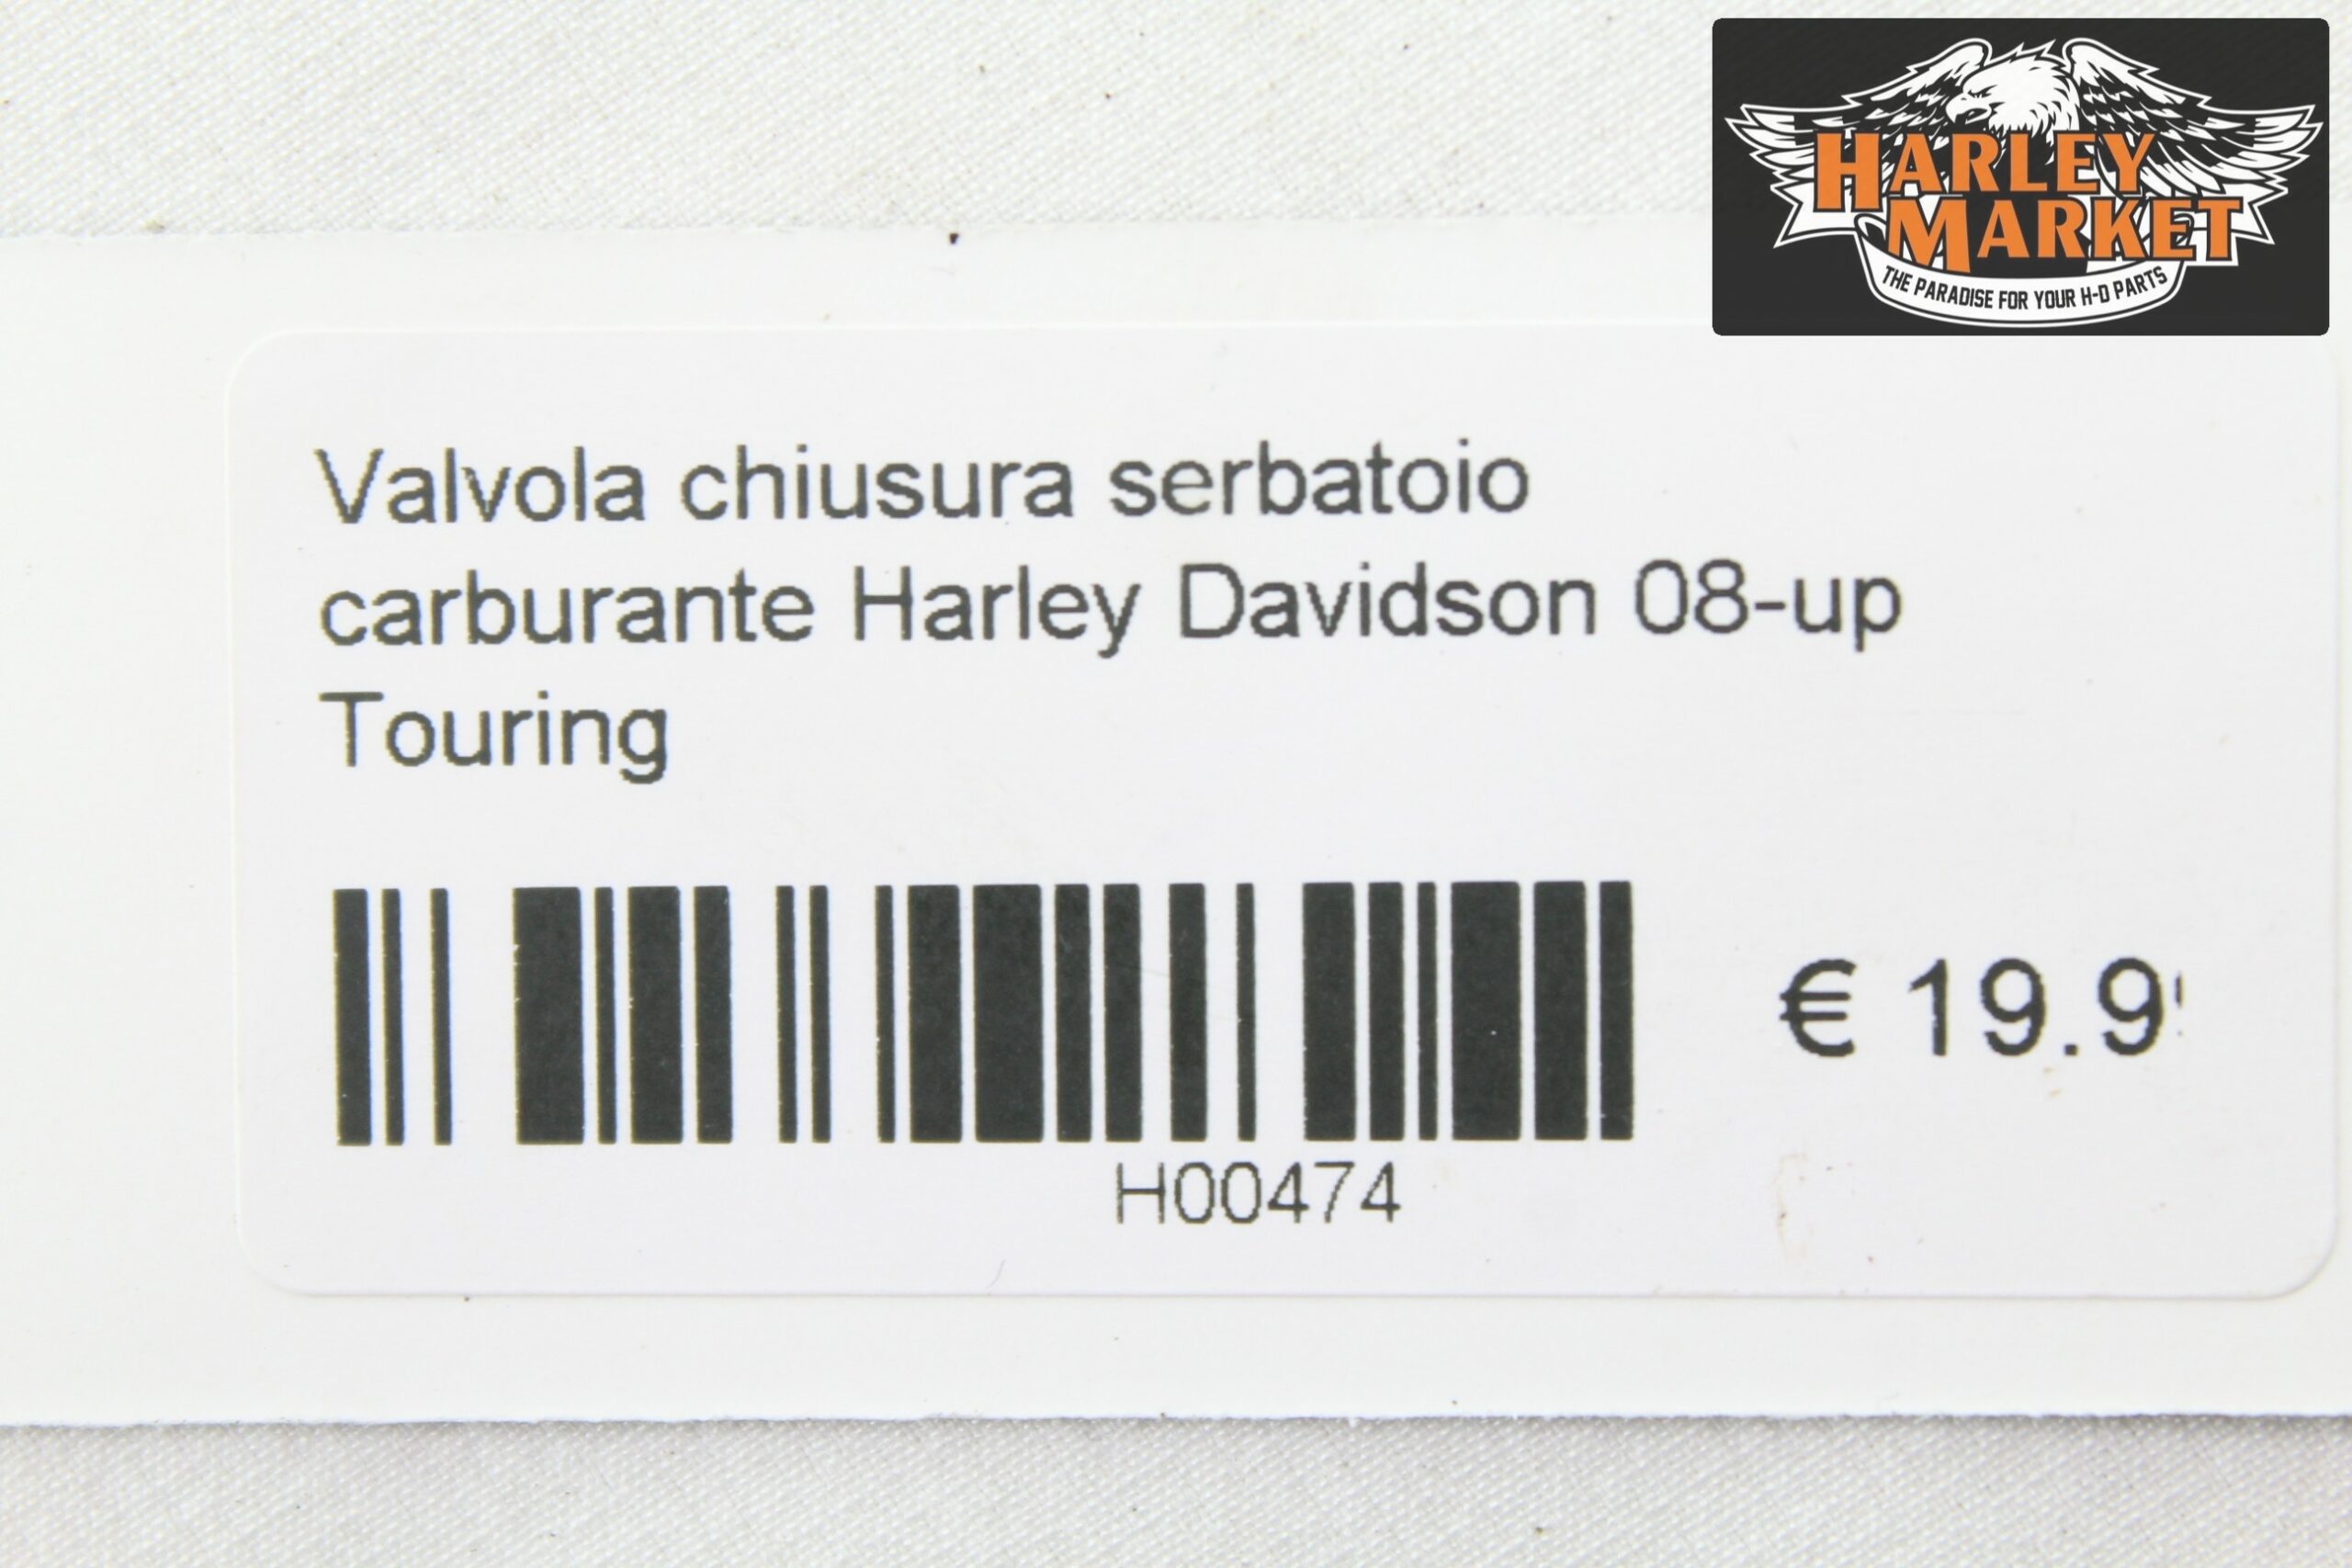 HARLEY
MARKET
THE PARADISE FOR YOUR H-D PARTS
Valvola chiusura serbatoio
carburante Harley Davidson 08-up
Touring
€ 19.9
H00474